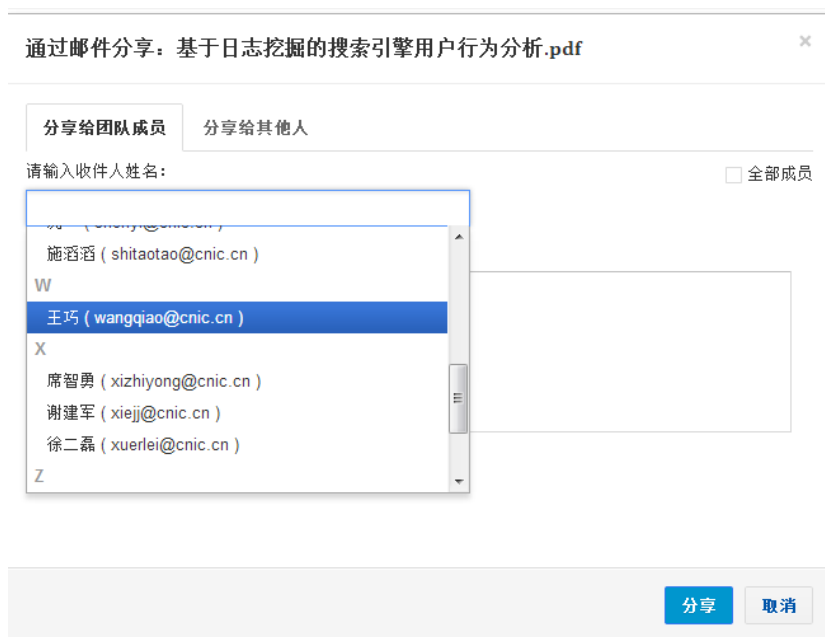 通过邮件分享：基于日志挖掘的搜索引擎用户行为分析.pdf
×
分享给团队成员 分享给其他人
请输入收件人姓名： 全部成员
施滔滔 ( shitaotao@cnic.cn )
W
王巧 ( wangqiao@cnic.cn )
X
席智勇 ( xizhiyong@cnic.cn )
谢建军 ( xiejj@cnic.cn )
徐二磊 ( xuerlei@cnic.cn )
Z
分享 取消